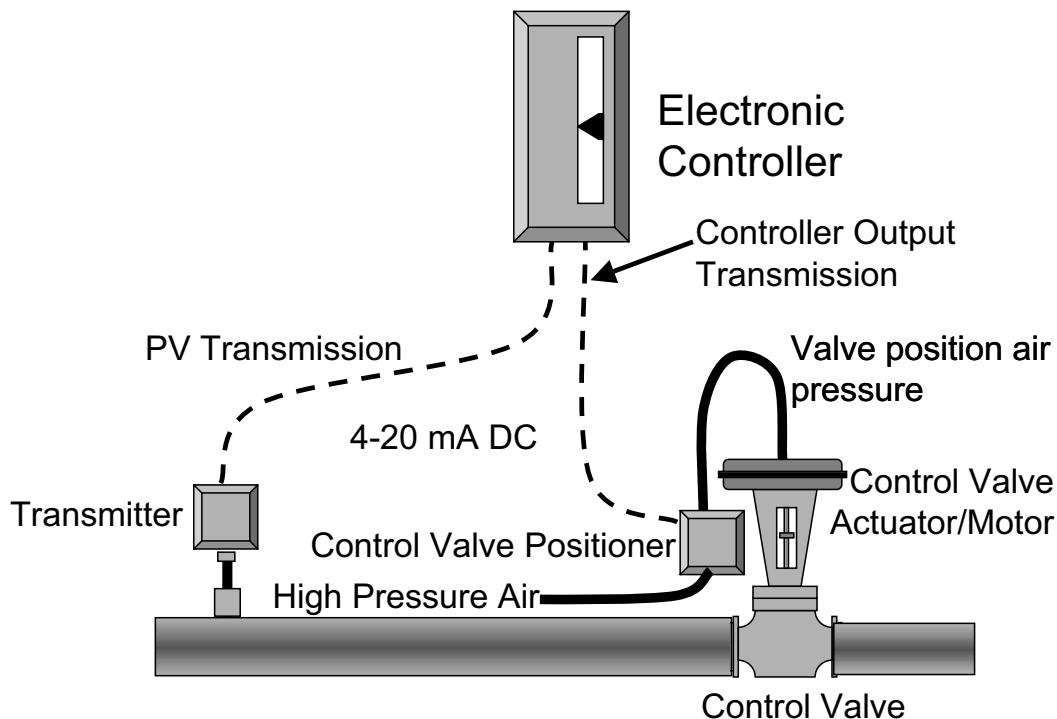 Electronic
Controller
Controller Output
Transmission
PV Transmission
Valve position air
pressure
4-20 mA DC
Control Valve
Actuator/Motor
Transmitter
Control Valve Positioner
High Pressure Air
Control Valve